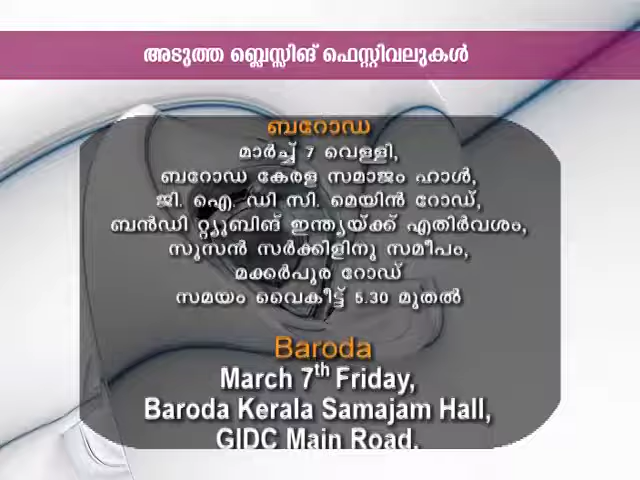 അടുത്ത ബ്ലെസ്സിങ് ഫെസ്റ്റിവലുകൾ
ബറോഡ
മാർച്ച് 7 വെള്ളി,
ബറോഡ കേരള സമാജം ഹാൾ,
ജി. ഐ. ഡി സി. മെയിൻ റോഡ്,
ബൻഡി റ്റ്യൂബിങ് ഇന്ത്യയ്ക്ക് എതിർവശം,
സൂസൻ സർക്കിളിനു സമീപം,
മക്കർപുര റോഡ്
സമയം വൈകീട്ട് 5.30 മുതൽ
Baroda
March 7th Friday,
Baroda Kerala Samajam Hall,
GIDC Main Road,